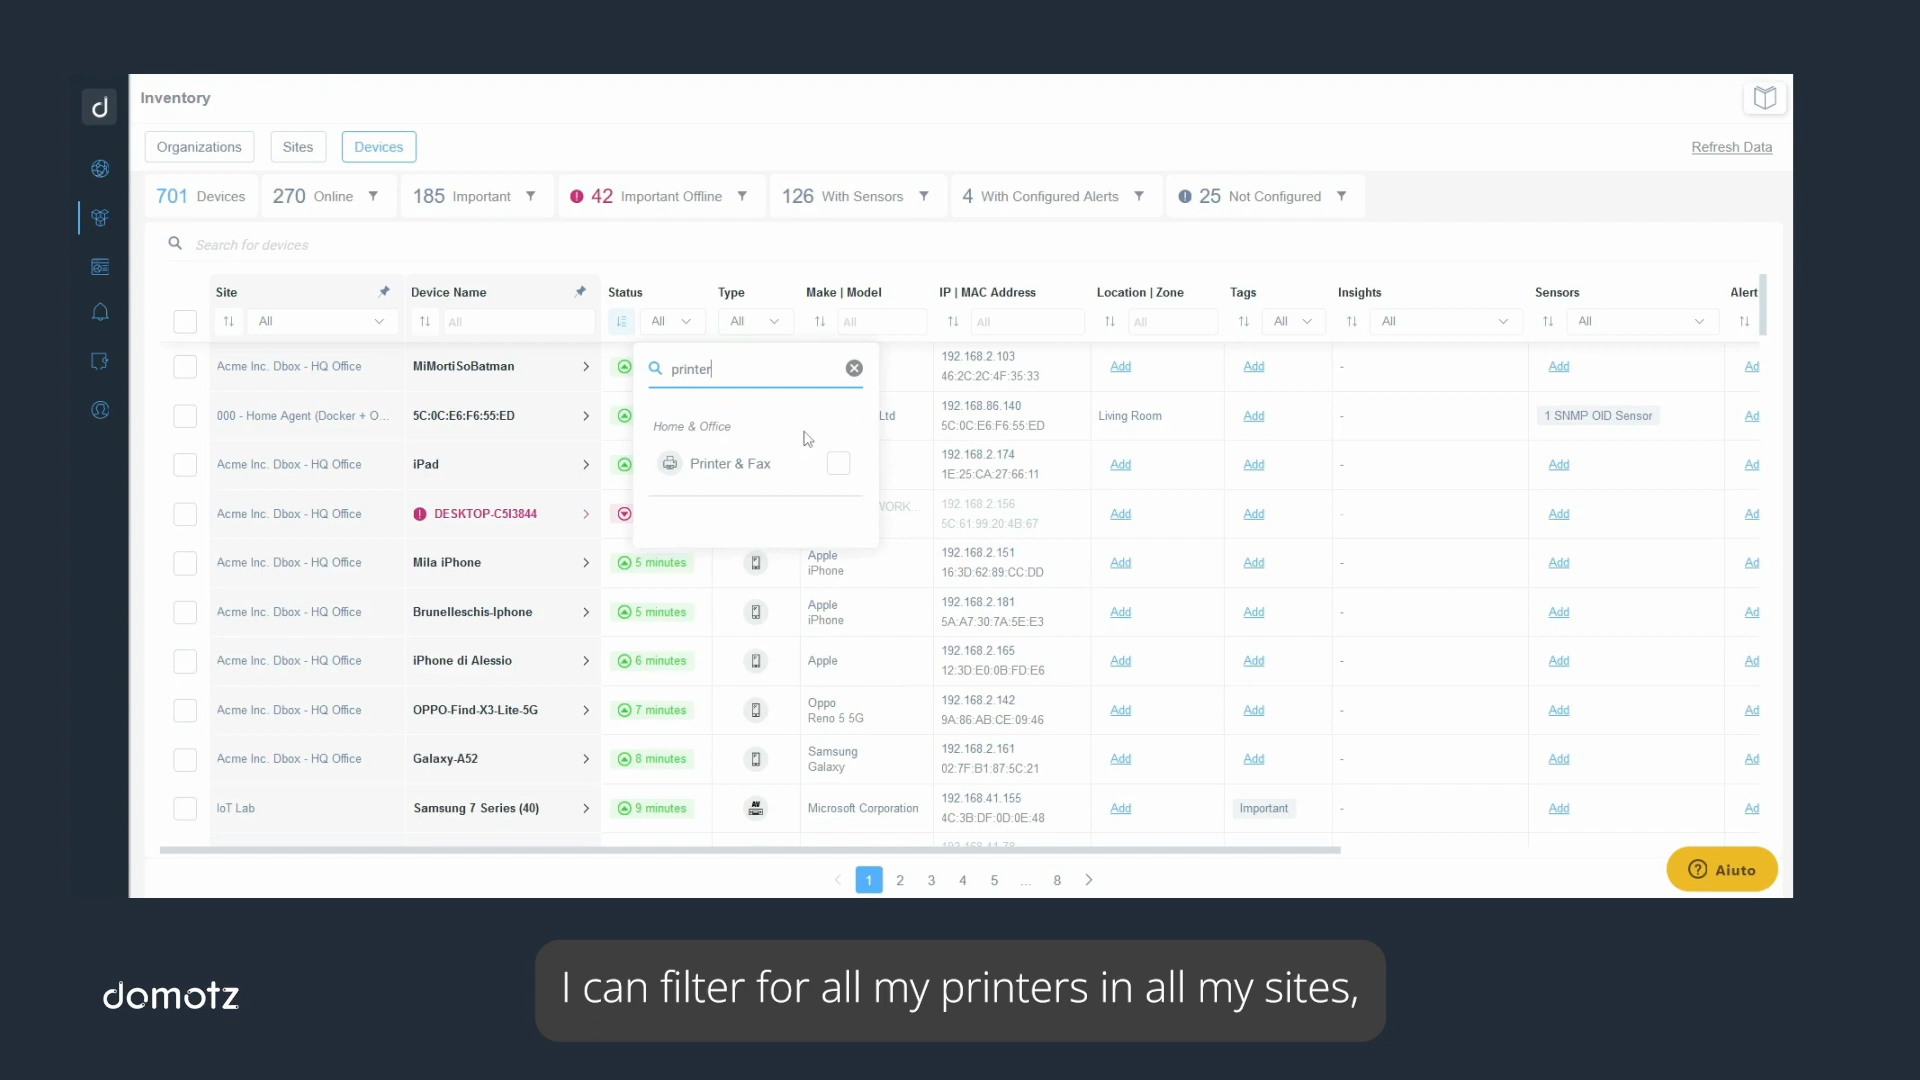 d
Inventory
Organizations Sites Devices Refresh Data
701 Devices 270 Online 185 Important 42 Important Offline 126 With Sensors 4 With Configured Alerts 25 Not Configured
Search for devices
Site Device Name Status Type Make | Model IP | MAC Address Location | Zone Tags Insights Sensors Alert
All All All All All All All All All All
Acme Inc. Dbox - HQ Office MiMortiSoBatman 192.168.2.103 Add Add - Add Ad
46:2C:2C:4F:35:33
printer
000 - Home Agent (Docker + O... 5C:0C:E6:F6:55:ED Ltd 192.168.86.140 Living Room Add - 1 SNMP OID Sensor Ad
5C:0C:E6:F6:55:ED
Home & Office
Acme Inc. Dbox - HQ Office iPad Printer & Fax 192.168.2.174 Add Add - Add Ad
1E:25:CA:27:66:11
Acme Inc. Dbox - HQ Office DESKTOP-C5I3844 WORK... 192.168.2.156 Add Add - Add Ad
5C:61:99:20:4B:67
Acme Inc. Dbox - HQ Office Mila iPhone 5 minutes Apple 192.168.2.151 Add Add - Add Ad
iPhone 16:3D:62:89:CC:DD
Acme Inc. Dbox - HQ Office Brunelleschis-Iphone 5 minutes Apple 192.168.2.181 Add Add - Add Ad
iPhone 5A:A7:30:7A:5E:E3
Acme Inc. Dbox - HQ Office iPhone di Alessio 6 minutes Apple 192.168.2.165 Add Add - Add Ad
12:3D:E0:0B:FD:E6
Acme Inc. Dbox - HQ Office OPPO-Find-X3-Lite-5G 7 minutes Oppo 192.168.2.142 Add Add - Add Ad
Reno 5 5G 9A:86:AB:CE:09:46
Acme Inc. Dbox - HQ Office Galaxy-A52 8 minutes Samsung 192.168.2.161 Add Add - Add Ad
Galaxy 02:7F:B1:87:5C:21
IoT Lab Samsung 7 Series (40) 9 minutes AV Microsoft Corporation 192.168.41.155 Add Important - Add Ad
4C:3B:DF:0D:0E:48
1 2 3 4 5 ... 8
Aiuto
domotz
I can filter for all my printers in all my sites,